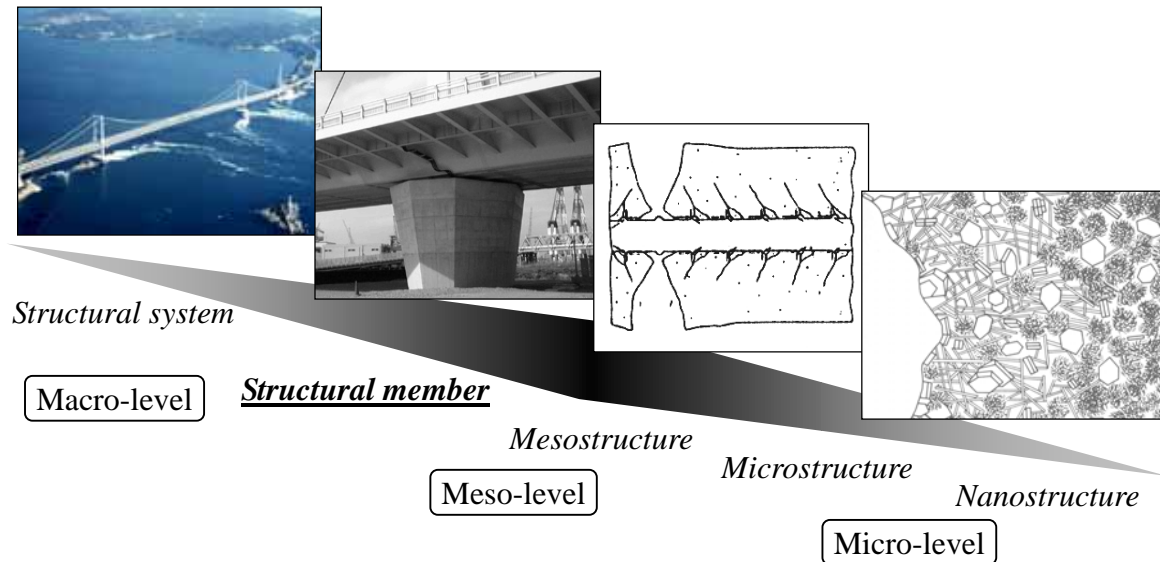 Structural system
Macro-level
Structural member
Mesostructure
Meso-level
Microstructure
Nanostructure
Micro-level